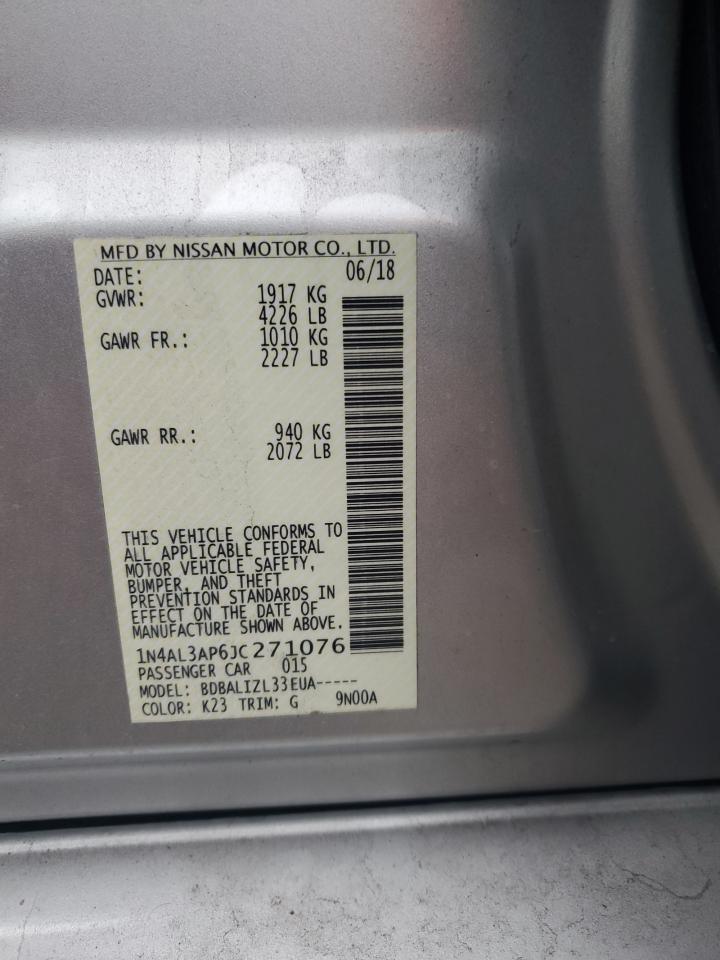 MFD BY NISSAN MOTOR CO., LTD.
DATE: 06/18
GVWR: 1917 KG
4226 LB
GAWR FR.: 1010 KG
2227 LB
GAWR RR.: 940 KG
2072 LB
THIS VEHICLE CONFORMS TO
ALL APPLICABLE FEDERAL
MOTOR VEHICLE SAFETY,
BUMPER, AND THEFT
PREVENTION STANDARDS IN
EFFECT ON THE DATE OF
MANUFACTURE SHOWN ABOVE.
1N4AL3AP6JC271076
PASSENGER CAR 015
MODEL: BDBALIZL33EUA-----
COLOR: K23 TRIM: G 9N00A